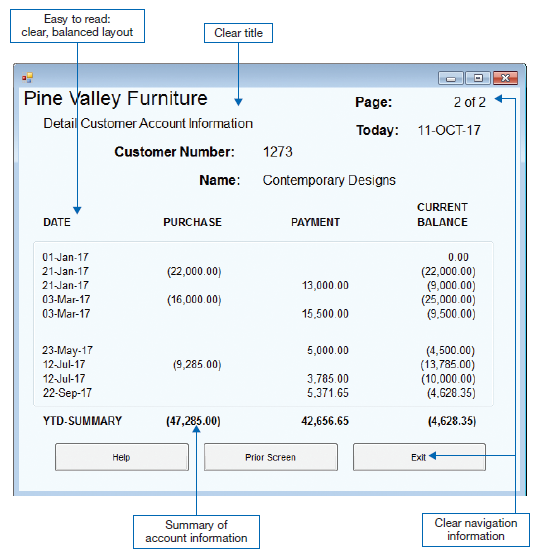 Easy to read:
clear, balanced layout
Clear title
Pine Valley Furniture
Page: 2 of 2
Detail Customer Account Information
Today: 11-OCT-17
Customer Number: 1273
Name: Contemporary Designs
DATE PURCHASE PAYMENT CURRENT BALANCE
01-Jan-17 0.00
21-Jan-17 (22,000.00) (22,000.00)
21-Jan-17 13,000.00 (9,000.00)
03-Mar-17 (16,000.00) (25,000.00)
03-Mar-17 15,500.00 (9,500.00)
23-May-17 5,000.00 (4,500.00)
12-Jul-17 (9,285.00) (13,785.00)
12-Jul-17 3,785.00 (10,000.00)
22-Sep-17 5,371.65 (4,628.35)
YTD-SUMMARY (47,285.00) 42,656.65 (4,628.35)
Help Prior Screen Exit
Summary of
account information
Clear navigation
information